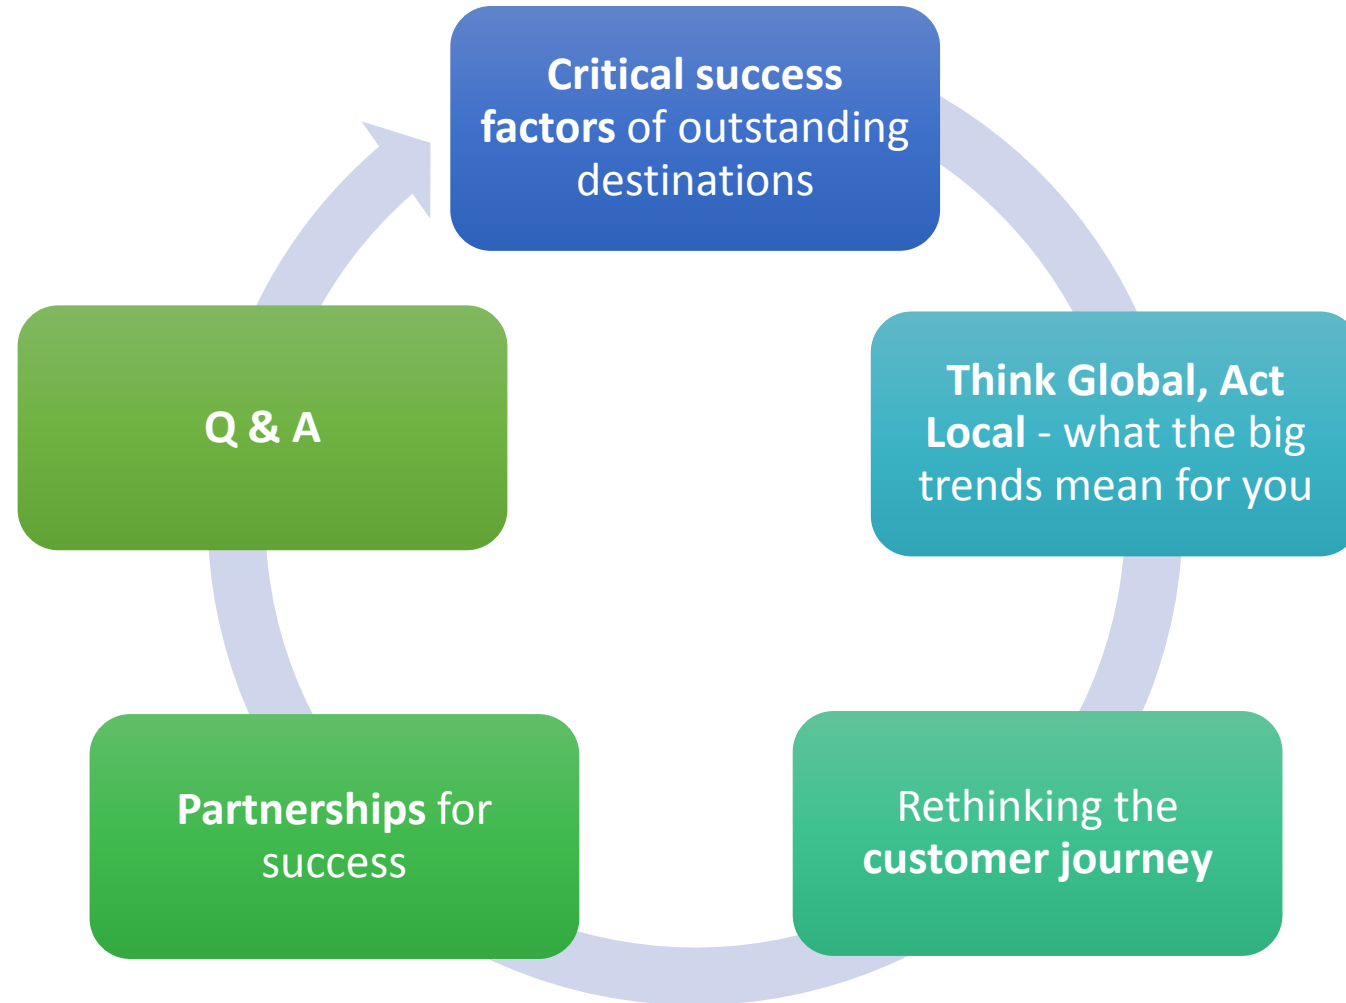 Critical success
factors of outstanding
destinations
Think Global, Act
Local - what the big
trends mean for you
Rethinking the
customer journey
Partnerships for
success
Q & A